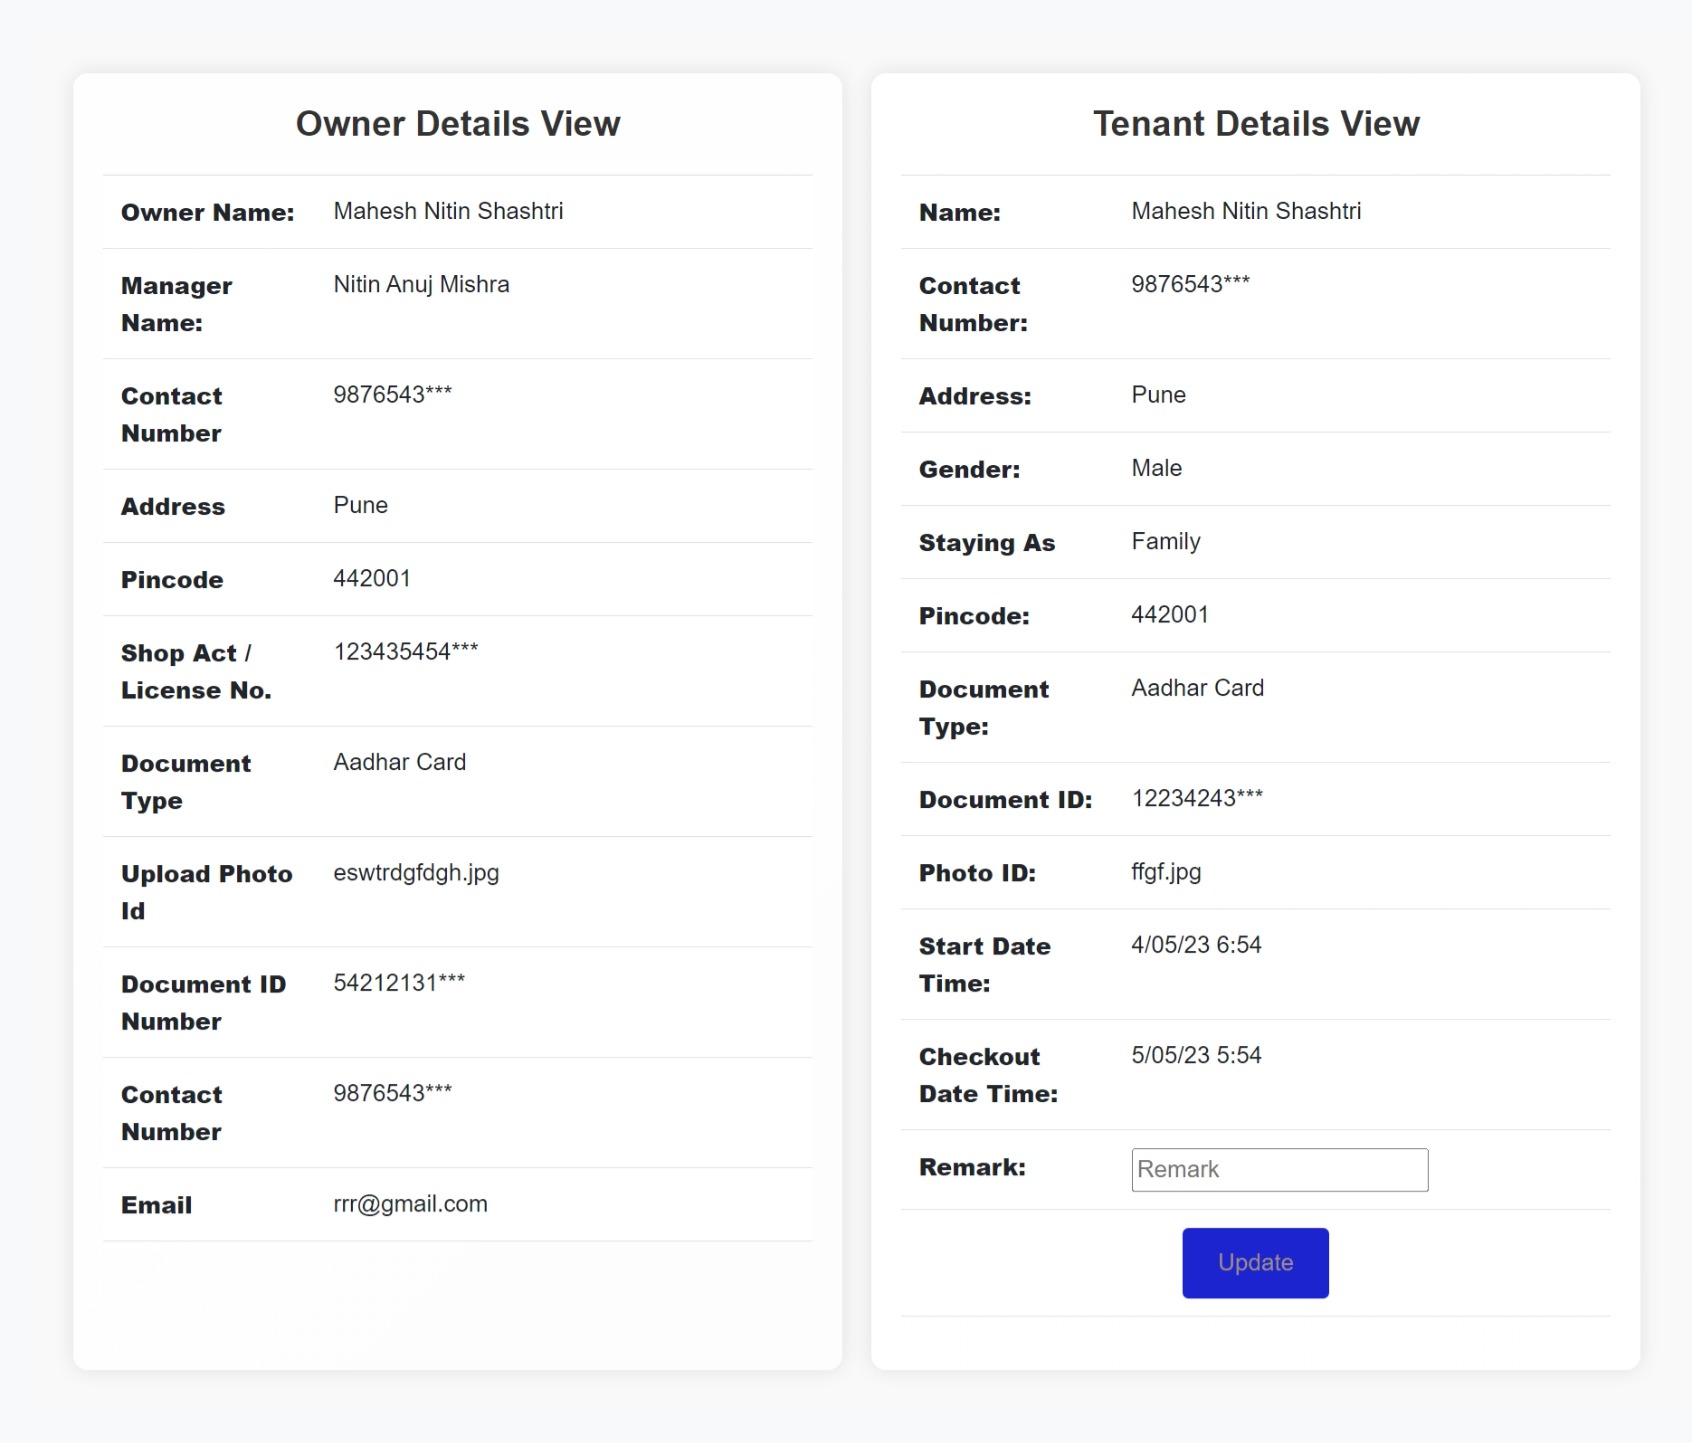 Owner Details View
Owner Name: Mahesh Nitin Shashtri
Manager Nitin Anuj Mishra
Name:
Contact 9876543***
Number
Address Pune
Pincode 442001
Shop Act / 123435454***
License No.
Document Aadhar Card
Type
Upload Photo eswtrdgfdgh.jpg
Id
Document ID 54212131***
Number
Contact 9876543***
Number
Email rrr@gmail.com
Tenant Details View
Name: Mahesh Nitin Shashtri
Contact 9876543***
Number:
Address: Pune
Gender: Male
Staying As Family
Pincode: 442001
Document Aadhar Card
Type:
Document ID: 12234243***
Photo ID: ffgf.jpg
Start Date 4/05/23 6:54
Time:
Checkout 5/05/23 5:54
Date Time:
Remark: Remark
Update